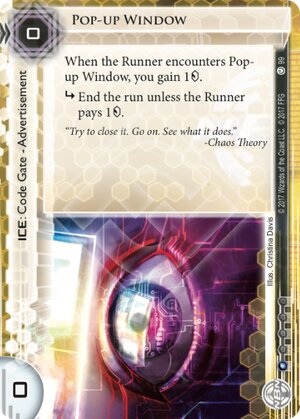 0
Pop-up Window
ICE: Code Gate - Advertisement
When the Runner encounters Pop-
up Window, you gain 1.
End the run unless the Runner
pays 1.
“Try to close it. Go on. See what it does.”
-Chaos Theory
99
© 2017 Wizards of the Coast LLC. © 2017 FFG
Illus. Christina Davis
0